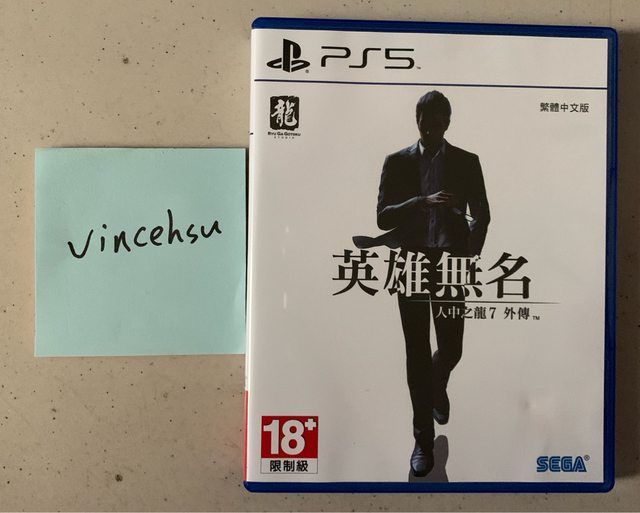 vincehsu
PS5
繁體中文版
龍
RYU GA GOTOKU
STUDIO
英雄無名
人中之龍7 外傳™
18+
限制級
SEGA®